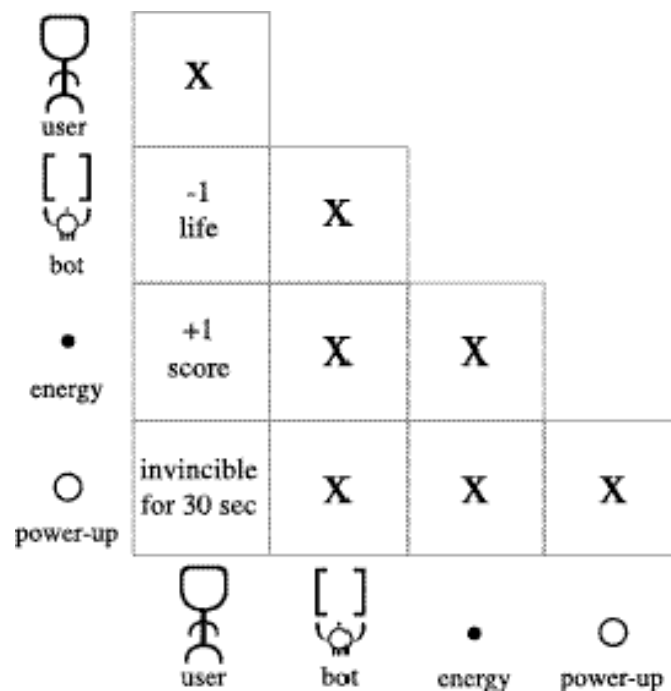 X
user
-1
life
X
bot
+1
score
X
X
energy
invincible
for 30 sec
X
X
X
power-up
user
bot
energy
power-up